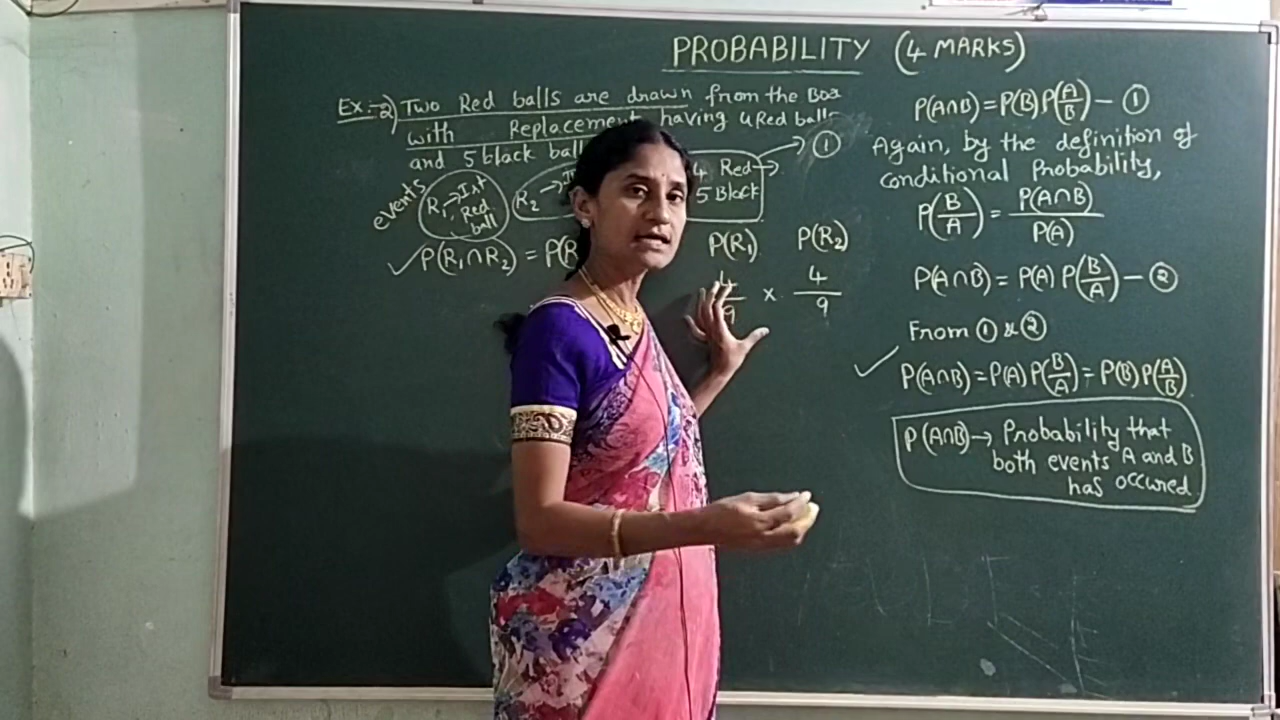 PROBABILITY (4 MARKS)
Ex:-2) Two Red balls are drawn from the Box
with Replacement having 4 Red balls
and 5 black ball
events
R₁ → Ist
Red
ball
R₂ →
4 Red →
5 Black
①
✓ P(R₁∩R₂) = P(R
P(R₁) P(R₂)
4/9 × 4/9
P(A∩B) = P(B) P(A/B) — ①
Again, by the definition of
conditional Probability,
P(B/A) = P(A∩B)/P(A)
P(A∩B) = P(A) P(B/A) — ②
From ① & ②
✓ P(A∩B) = P(A) P(B/A) = P(B) P(A/B)
P(A∩B) → Probability that
both events A and B
has occured